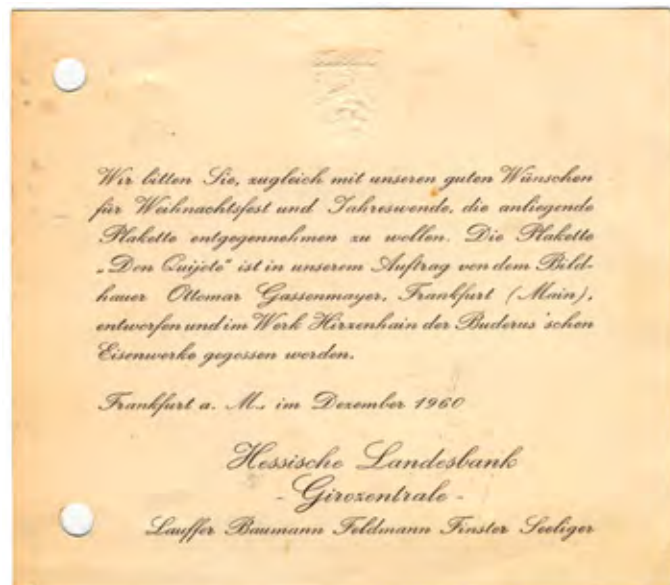 Wir bitten Sie, zugleich mit unseren guten Wünschen
für Weihnachtsfest und Jahreswende, die anliegende
Plakette entgegennehmen zu wollen. Die Plakette
„Don Quijote“ ist in unserem Auftrag von dem Bild-
hauer Ottomar Gassenmayer, Frankfurt (Main),
entworfen und im Werk Hirzenhain der Buderus'schen
Eisenwerke gegossen worden.
Frankfurt a. M., im Dezember 1960
Hessische Landesbank
- Girozentrale -
Lauffer Baumann Feldmann Finster Seeliger